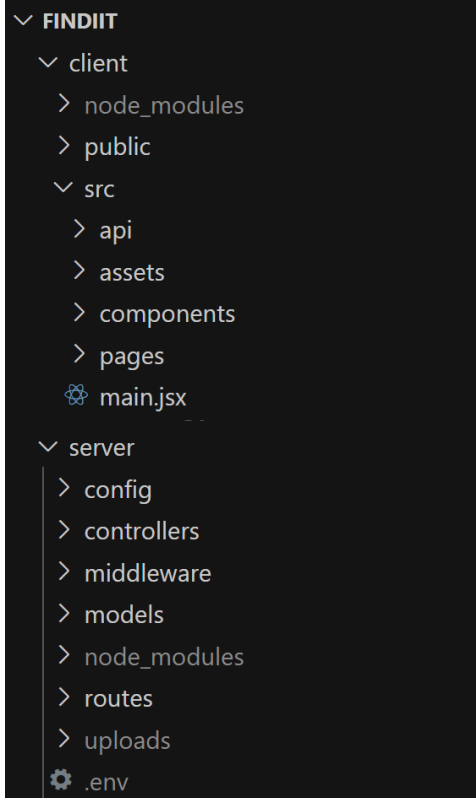 FINDIIT
client
node_modules
public
src
api
assets
components
pages
main.jsx
server
config
controllers
middleware
models
node_modules
routes
uploads
.env